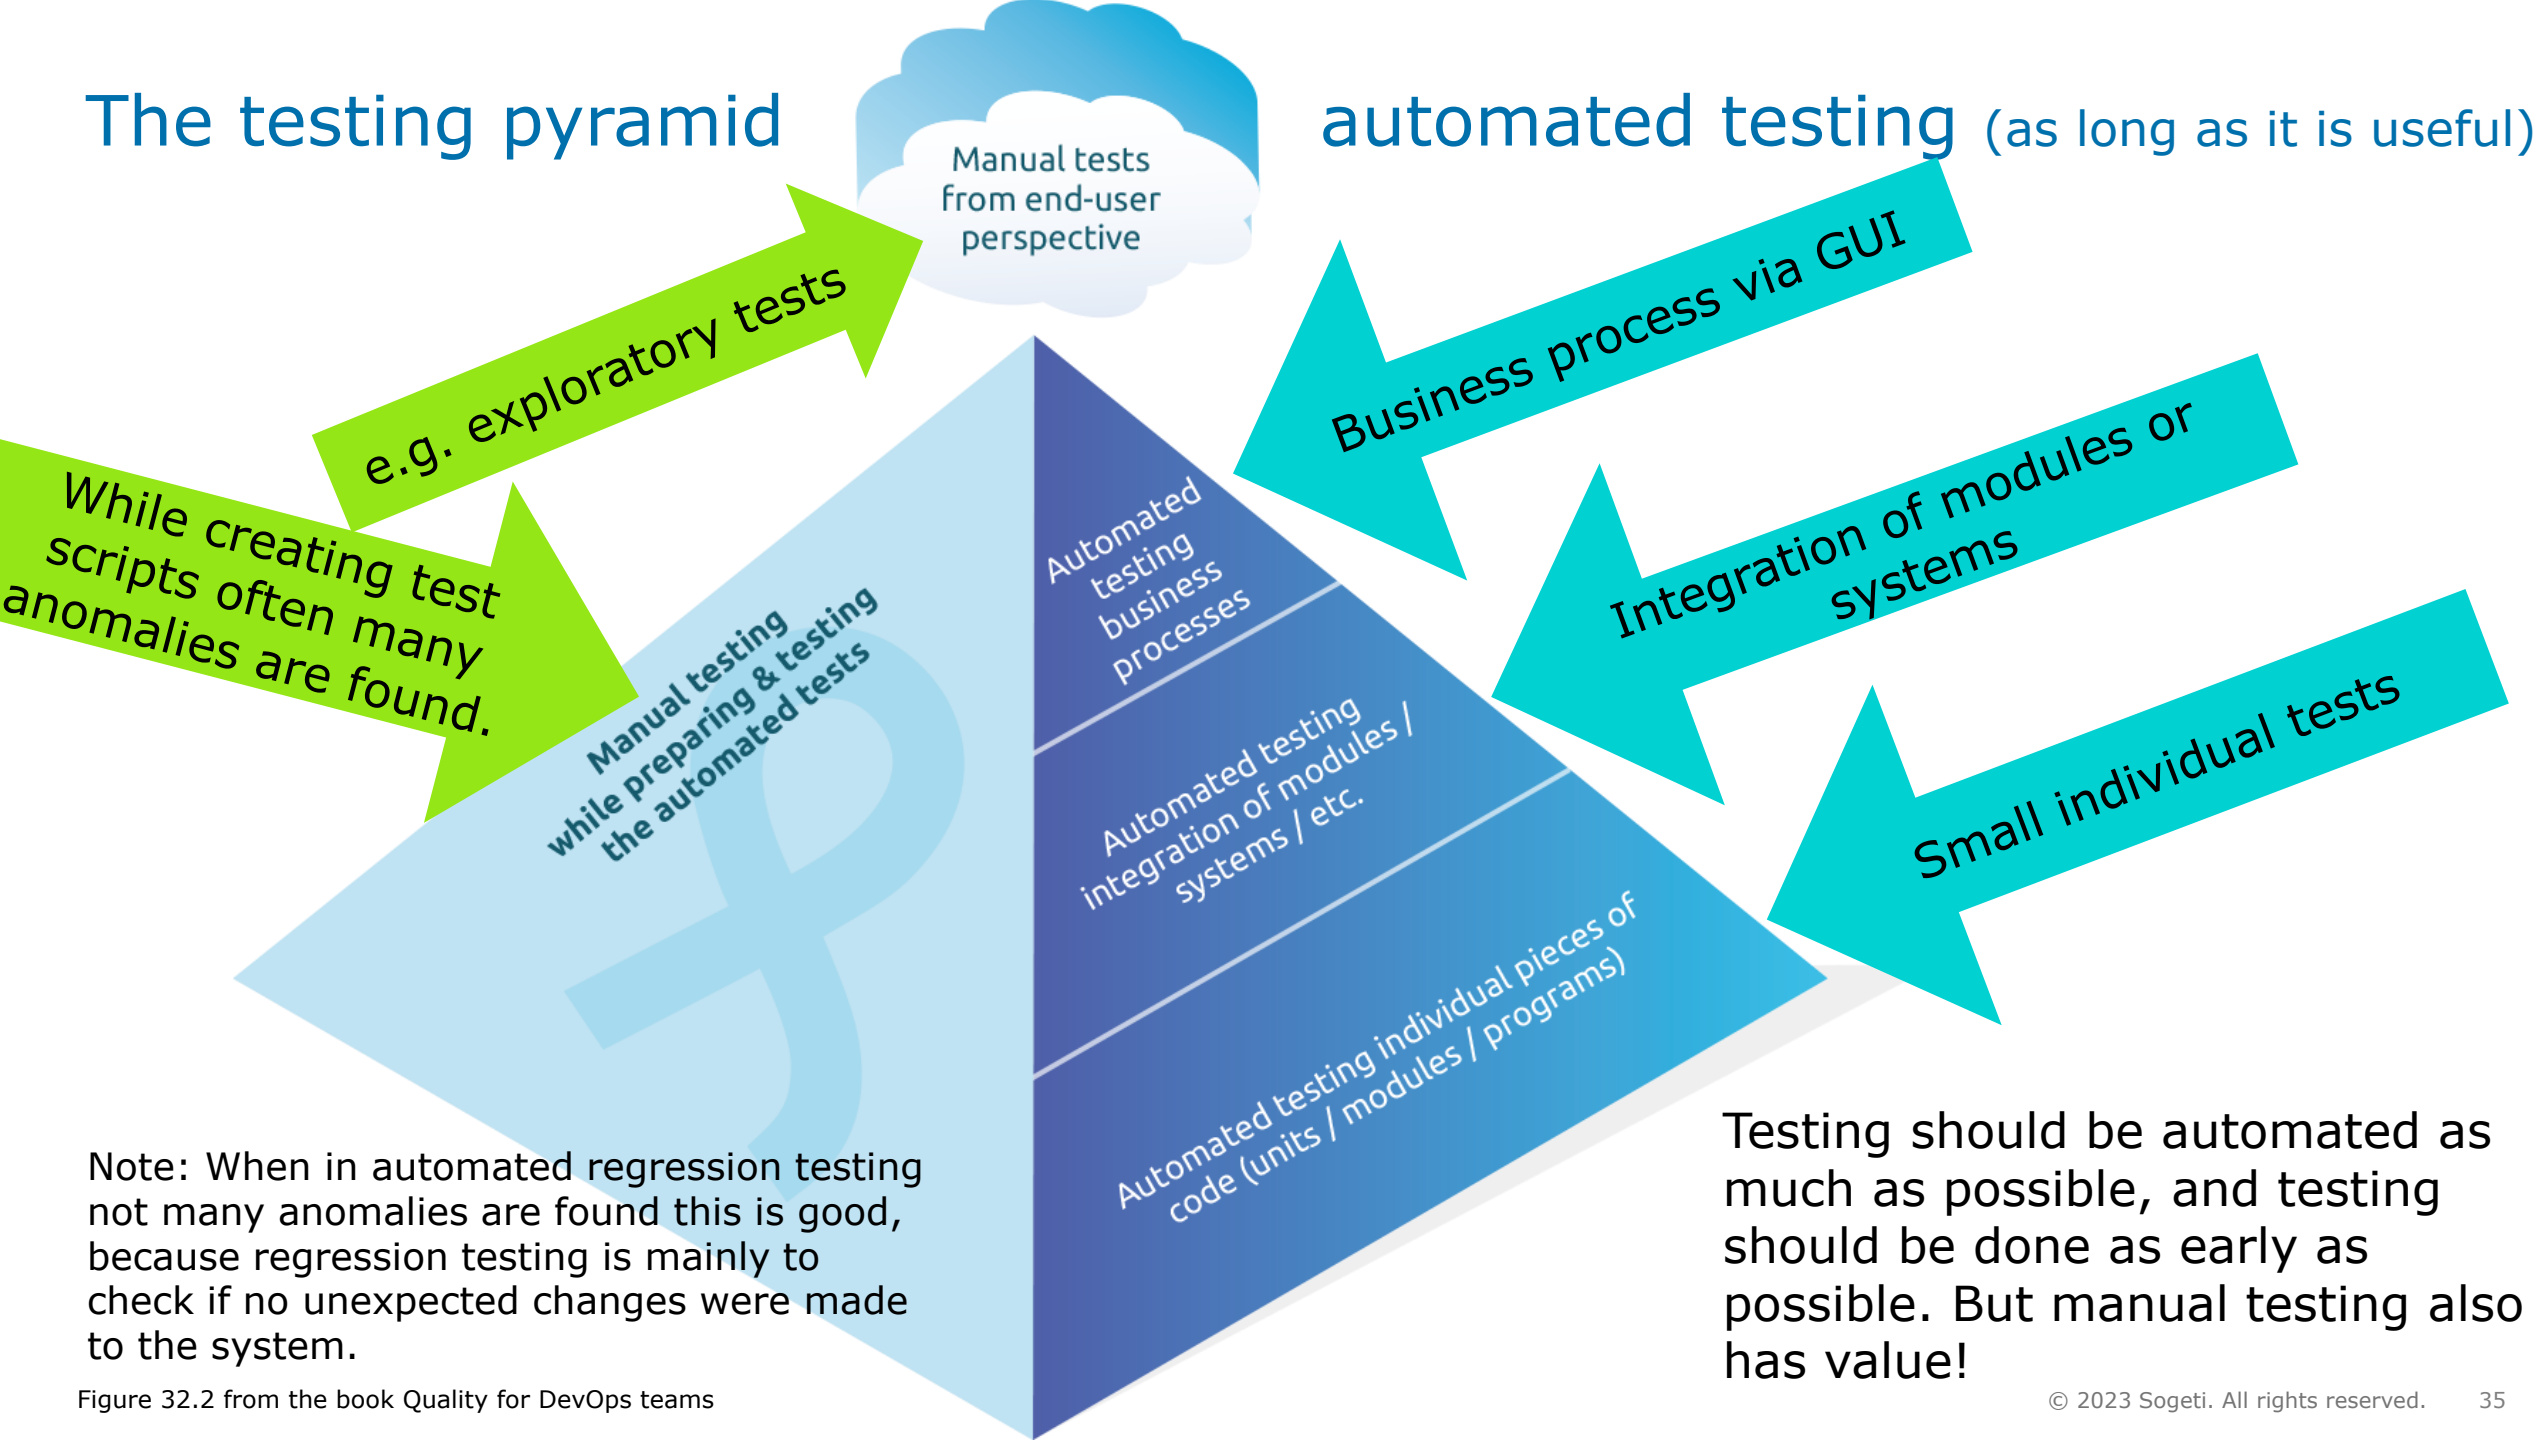 The testing pyramid
automated testing (as long as it is useful)
Manual tests
from end-user
perspective
e.g. exploratory tests
While creating test
scripts often many
anomalies are found.
Business process via GUI
Integration of modules or
systems
Small individual tests
Manual testing
while preparing & testing
the automated tests
Automated
testing
business
processes
Automated testing
integration of modules /
systems / etc.
Automated testing individual pieces of
code (units / modules / programs)
Note: When in automated regression testing
not many anomalies are found this is good,
because regression testing is mainly to
check if no unexpected changes were made
to the system.
Testing should be automated as
much as possible, and testing
should be done as early as
possible. But manual testing also
has value!
Figure 32.2 from the book Quality for DevOps teams
© 2023 Sogeti. All rights reserved. 35